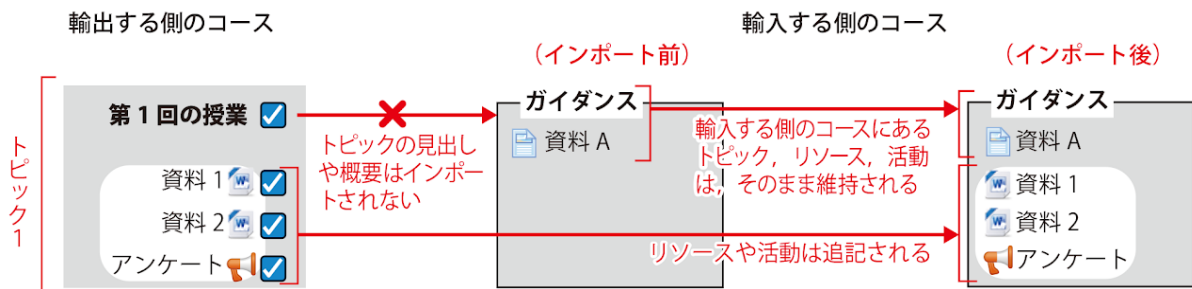 輸出する側のコース
輸入する側のコース
（インポート前）
（インポート後）
トピック1
第1回の授業
資料 1
資料 2
アンケート
トピックの見出し
や概要はインポー
トされない
ガイダンス
資料 A
輸入する側のコースにある
トピック，リソース，活動
は，そのまま維持される
リソースや活動は追記される
ガイダンス
資料 A
資料 1
資料 2
アンケート